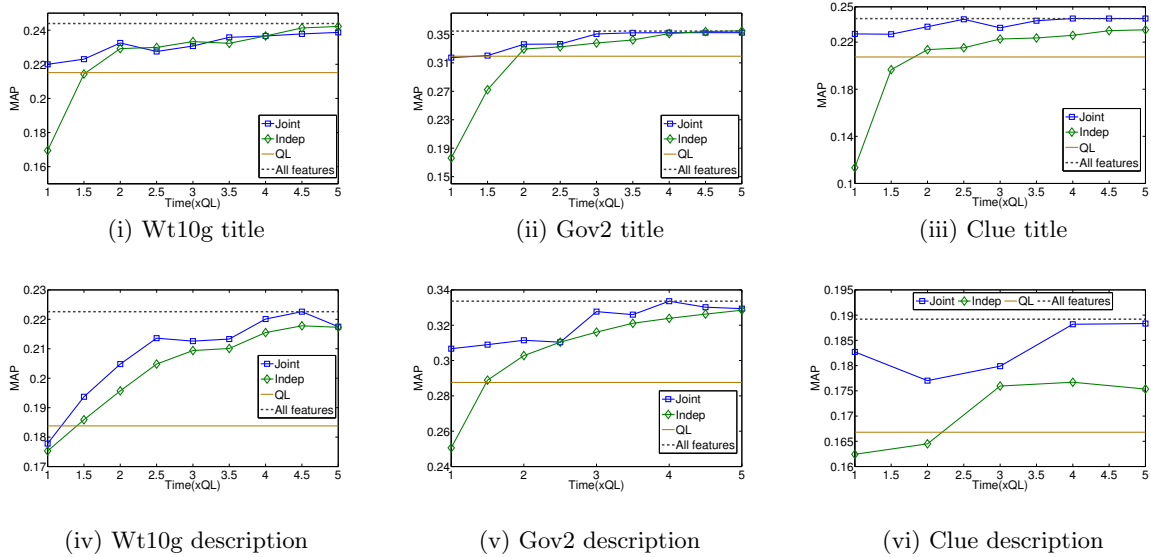 0.24
0.22
0.2
0.18
0.16
MAP
1 1.5 2 2.5 3 3.5 4 4.5 5
Time(xQL)
Joint
Indep
QL
All features
(i) Wt10g title
0.35
0.31
0.27
0.23
0.19
0.15
MAP
1 1.5 2 2.5 3 3.5 4 4.5 5
Time(xQL)
Joint
Indep
QL
All features
(ii) Gov2 title
0.22
0.18
0.14
0.1
MAP
1 1.5 2 2.5 3 3.5 4 4.5 5
Time(xQL)
Joint
Indep
QL
All features
(iii) Clue title
0.23
0.22
0.21
0.2
0.19
0.18
0.17
MAP
1 1.5 2 2.5 3 3.5 4 4.5 5
Time(xQL)
Joint
Indep
QL
All features
(iv) Wt10g description
0.34
0.32
0.3
0.28
0.26
0.24
MAP
1 1.5 2 2.5 3 3.5 4 4.5 5
Time(xQL)
Joint
Indep
QL
All features
(v) Gov2 description
0.195
0.19
0.185
0.18
0.175
0.17
0.165
0.16
MAP
1 2 3 4 5
Time(xQL)
Joint Indep QL All features
(vi) Clue description